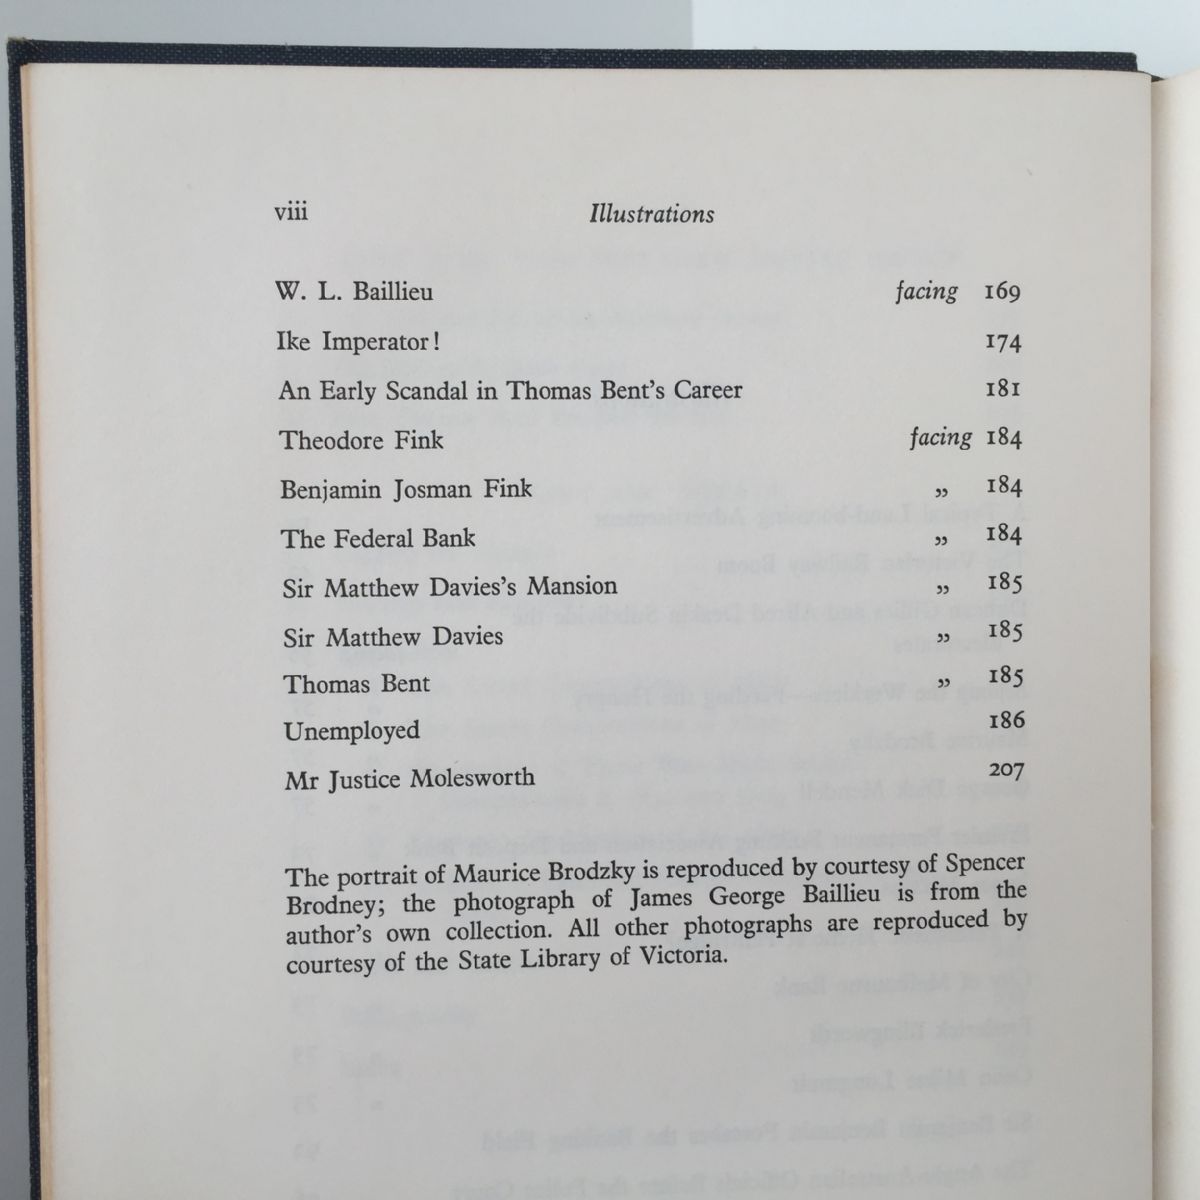 viii Illustrations
W. L. Baillieu facing 169
Ike Imperator! 174
An Early Scandal in Thomas Bent's Career 181
Theodore Fink facing 184
Benjamin Josman Fink „ 184
The Federal Bank „ 184
Sir Matthew Davies's Mansion „ 185
Sir Matthew Davies „ 185
Thomas Bent „ 185
Unemployed 186
Mr Justice Molesworth 207
The portrait of Maurice Brodzky is reproduced by courtesy of Spencer
Brodney; the photograph of James George Baillieu is from the
author's own collection. All other photographs are reproduced by
courtesy of the State Library of Victoria.